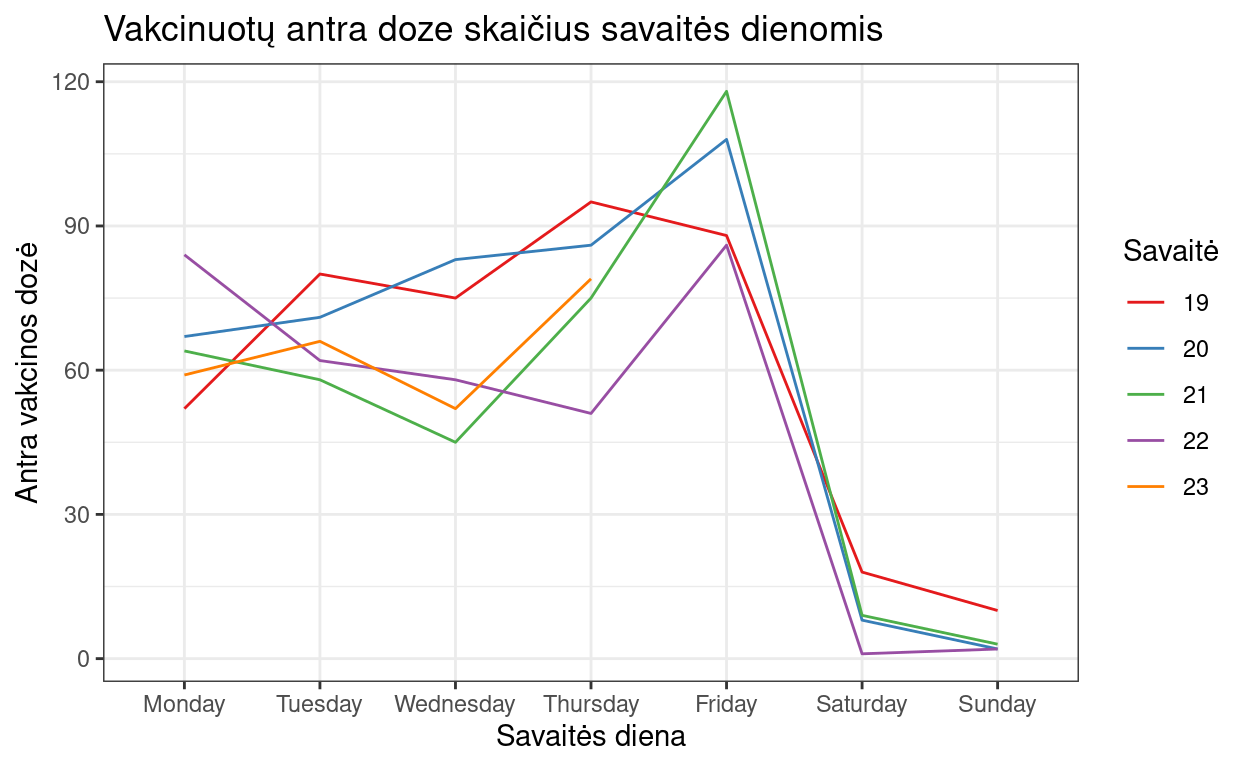 Vakcinuotų antra doze skaičius savaitės dienomis
Antra vakcinos dozė
120
90
60
30
0
Monday Tuesday Wednesday Thursday Friday Saturday Sunday
Savaitės diena
Savaitė
19
20
21
22
23